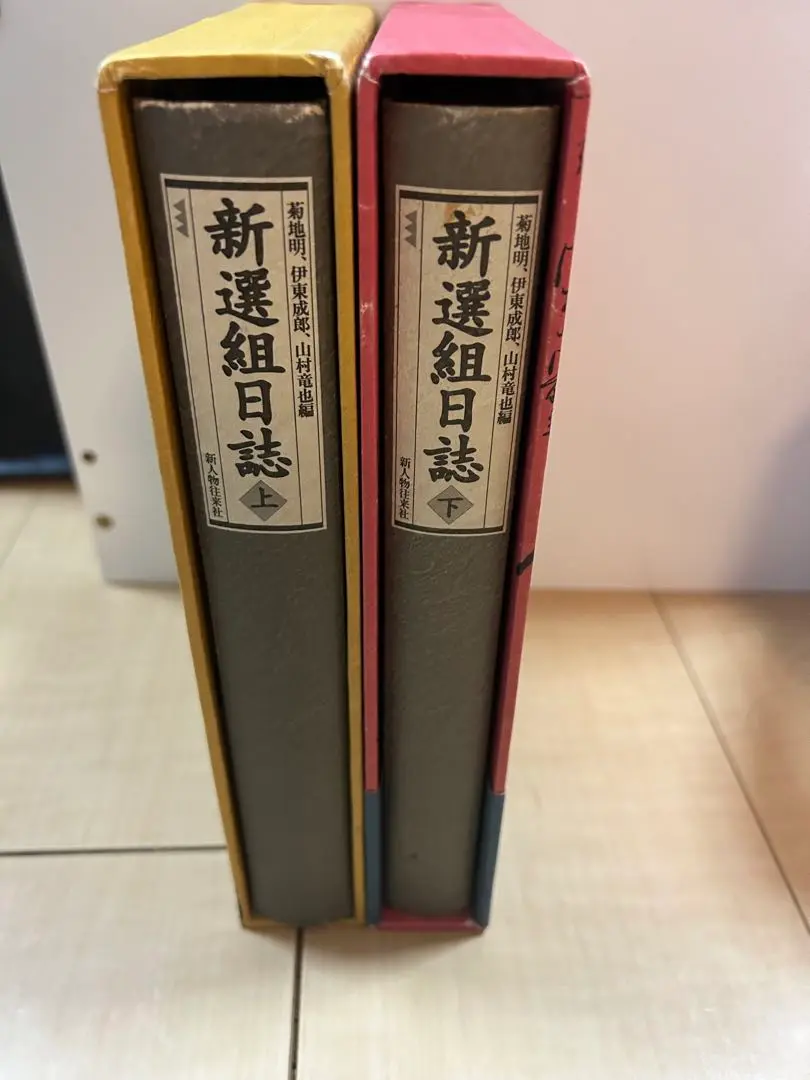 菊地明、伊東成郎、山村竜也編
新選組日誌
上
新人物往来社
菊地明、伊東成郎、山村竜也編
新選組日誌
下
新人物往来社